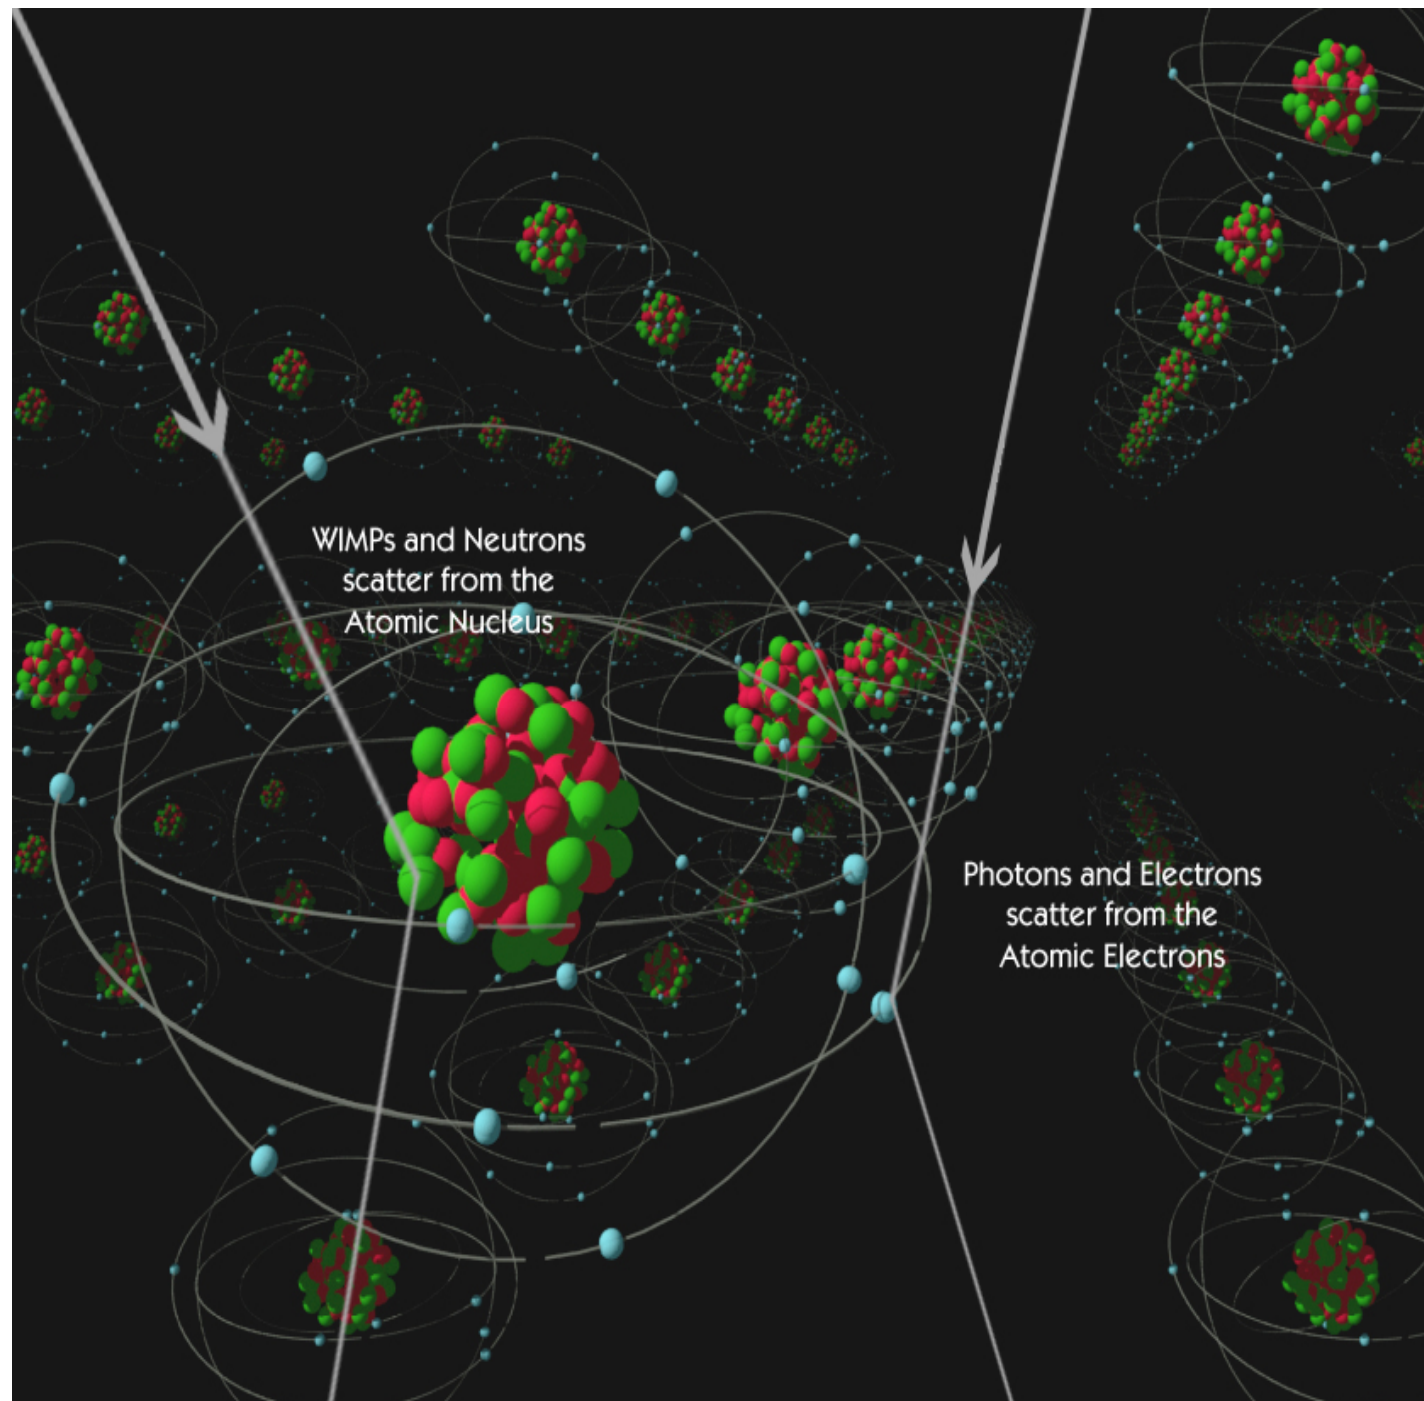 WIMPs and Neutrons
scatter from the
Atomic Nucleus
Photons and Electrons
scatter from the
Atomic Electrons